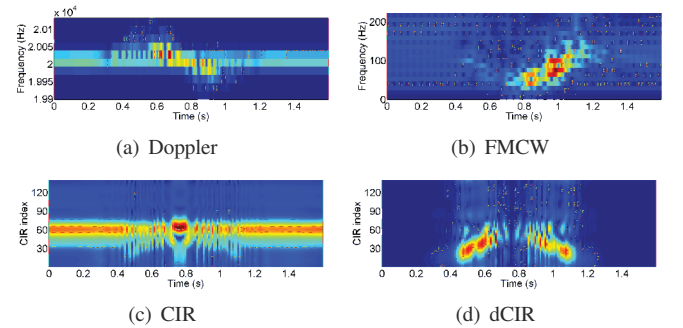 x 10⁴
2.01
2.005
2
1.995
1.99
Frequency (Hz)
0 0.2 0.4 0.6 0.8 1 1.2 1.4
Time (s)
(a) Doppler
200
100
0
Frequency (Hz)
0 0.2 0.4 0.6 0.8 1 1.2 1.4
Time (s)
(b) FMCW
120
90
60
30
CIR index
0 0.2 0.4 0.6 0.8 1 1.2 1.4
Time (s)
(c) CIR
120
90
60
30
CIR index
0 0.2 0.4 0.6 0.8 1 1.2 1.4
Time (s)
(d) dCIR